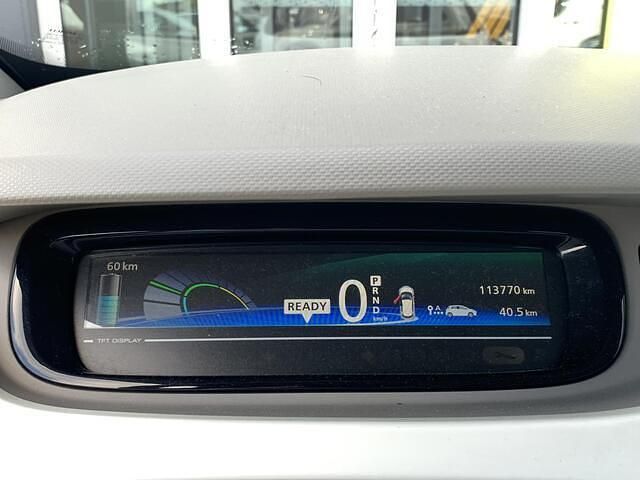 60 km
READY
0
km/h
P
R
N
D
A
113770 km
40.5 km
TFT DISPLAY